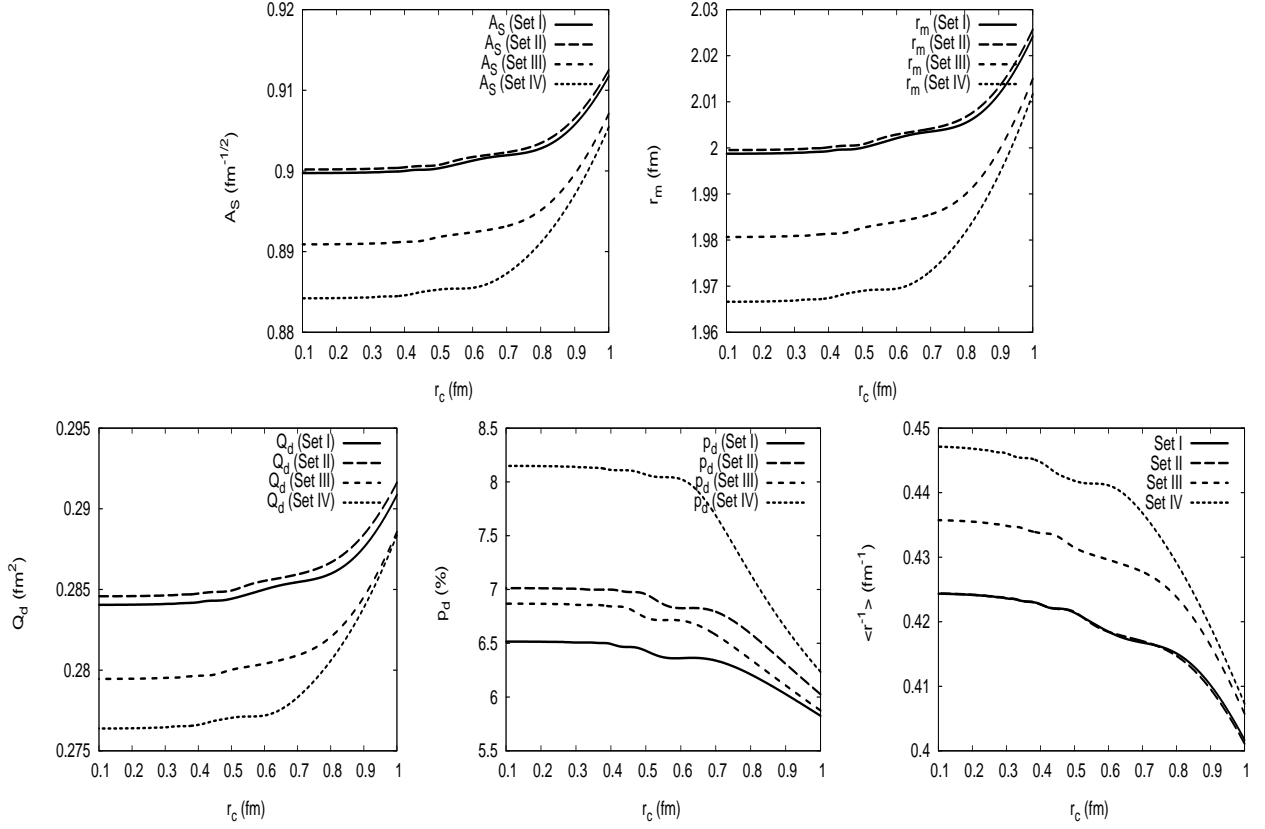 A_S (fm^{-1/2})
0.92
0.91
0.9
0.89
0.88
A_S (Set I)
A_S (Set II)
A_S (Set III)
A_S (Set IV)
0.1 0.2 0.3 0.4 0.5 0.6 0.7 0.8 0.9 1
r_c (fm)
r_m (fm)
2.03
2.02
2.01
2
1.99
1.98
1.97
1.96
r_m (Set I)
r_m (Set II)
r_m (Set III)
r_m (Set IV)
0.1 0.2 0.3 0.4 0.5 0.6 0.7 0.8 0.9 1
r_c (fm)
Q_d (fm^2)
0.295
0.29
0.285
0.28
0.275
Q_d (Set I)
Q_d (Set II)
Q_d (Set III)
Q_d (Set IV)
0.1 0.2 0.3 0.4 0.5 0.6 0.7 0.8 0.9 1
r_c (fm)
p_d (%)
8.5
8
7.5
7
6.5
6
5.5
p_d (Set I)
p_d (Set II)
p_d (Set III)
p_d (Set IV)
0.1 0.2 0.3 0.4 0.5 0.6 0.7 0.8 0.9 1
r_c (fm)
<r^{-1}> (fm^{-1})
0.45
0.44
0.43
0.42
0.41
0.4
Set I
Set II
Set III
Set IV
0.1 0.2 0.3 0.4 0.5 0.6 0.7 0.8 0.9 1
r_c (fm)